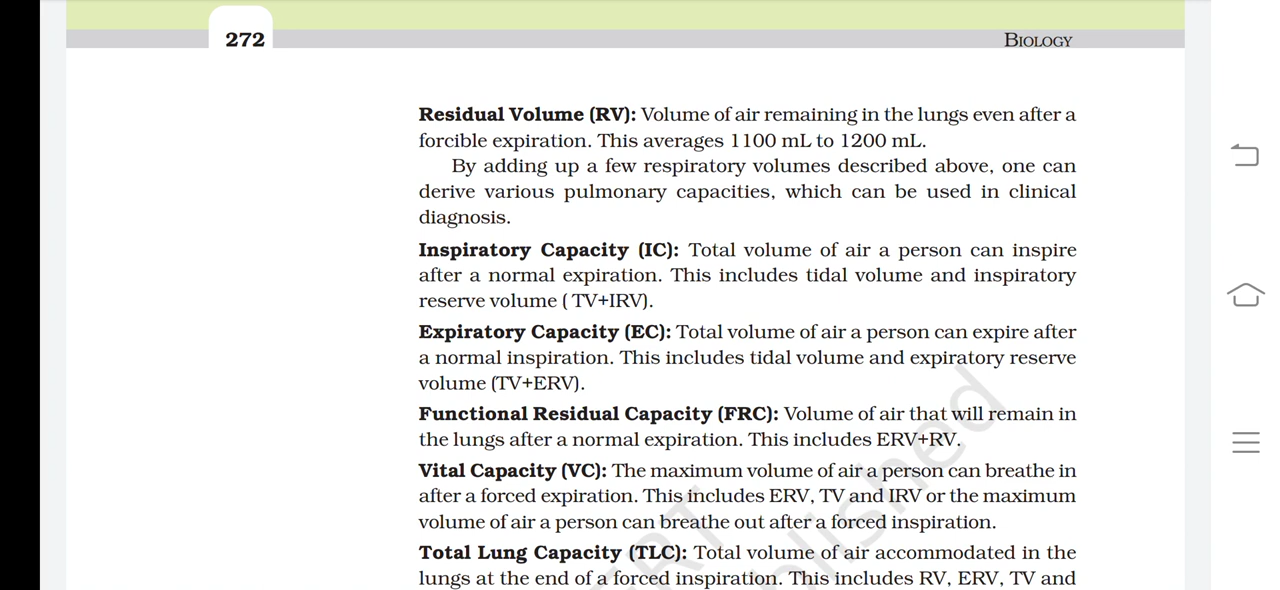 272
BIOLOGY
Residual Volume (RV): Volume of air remaining in the lungs even after a
forcible expiration. This averages 1100 mL to 1200 mL.
By adding up a few respiratory volumes described above, one can
derive various pulmonary capacities, which can be used in clinical
diagnosis.
Inspiratory Capacity (IC): Total volume of air a person can inspire
after a normal expiration. This includes tidal volume and inspiratory
reserve volume ( TV+IRV).
Expiratory Capacity (EC): Total volume of air a person can expire after
a normal inspiration. This includes tidal volume and expiratory reserve
volume (TV+ERV).
Functional Residual Capacity (FRC): Volume of air that will remain in
the lungs after a normal expiration. This includes ERV+RV.
Vital Capacity (VC): The maximum volume of air a person can breathe in
after a forced expiration. This includes ERV, TV and IRV or the maximum
volume of air a person can breathe out after a forced inspiration.
Total Lung Capacity (TLC): Total volume of air accommodated in the
lungs at the end of a forced inspiration. This includes RV, ERV, TV and